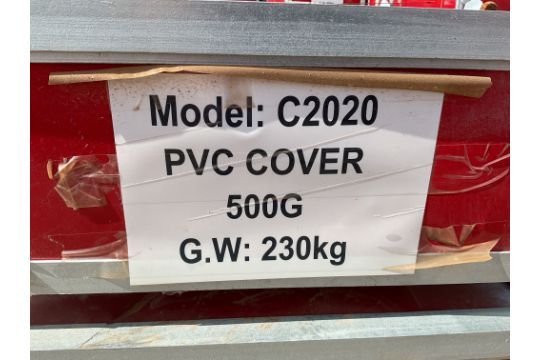 Model: C2020
PVC COVER
500G
G.W: 230kg